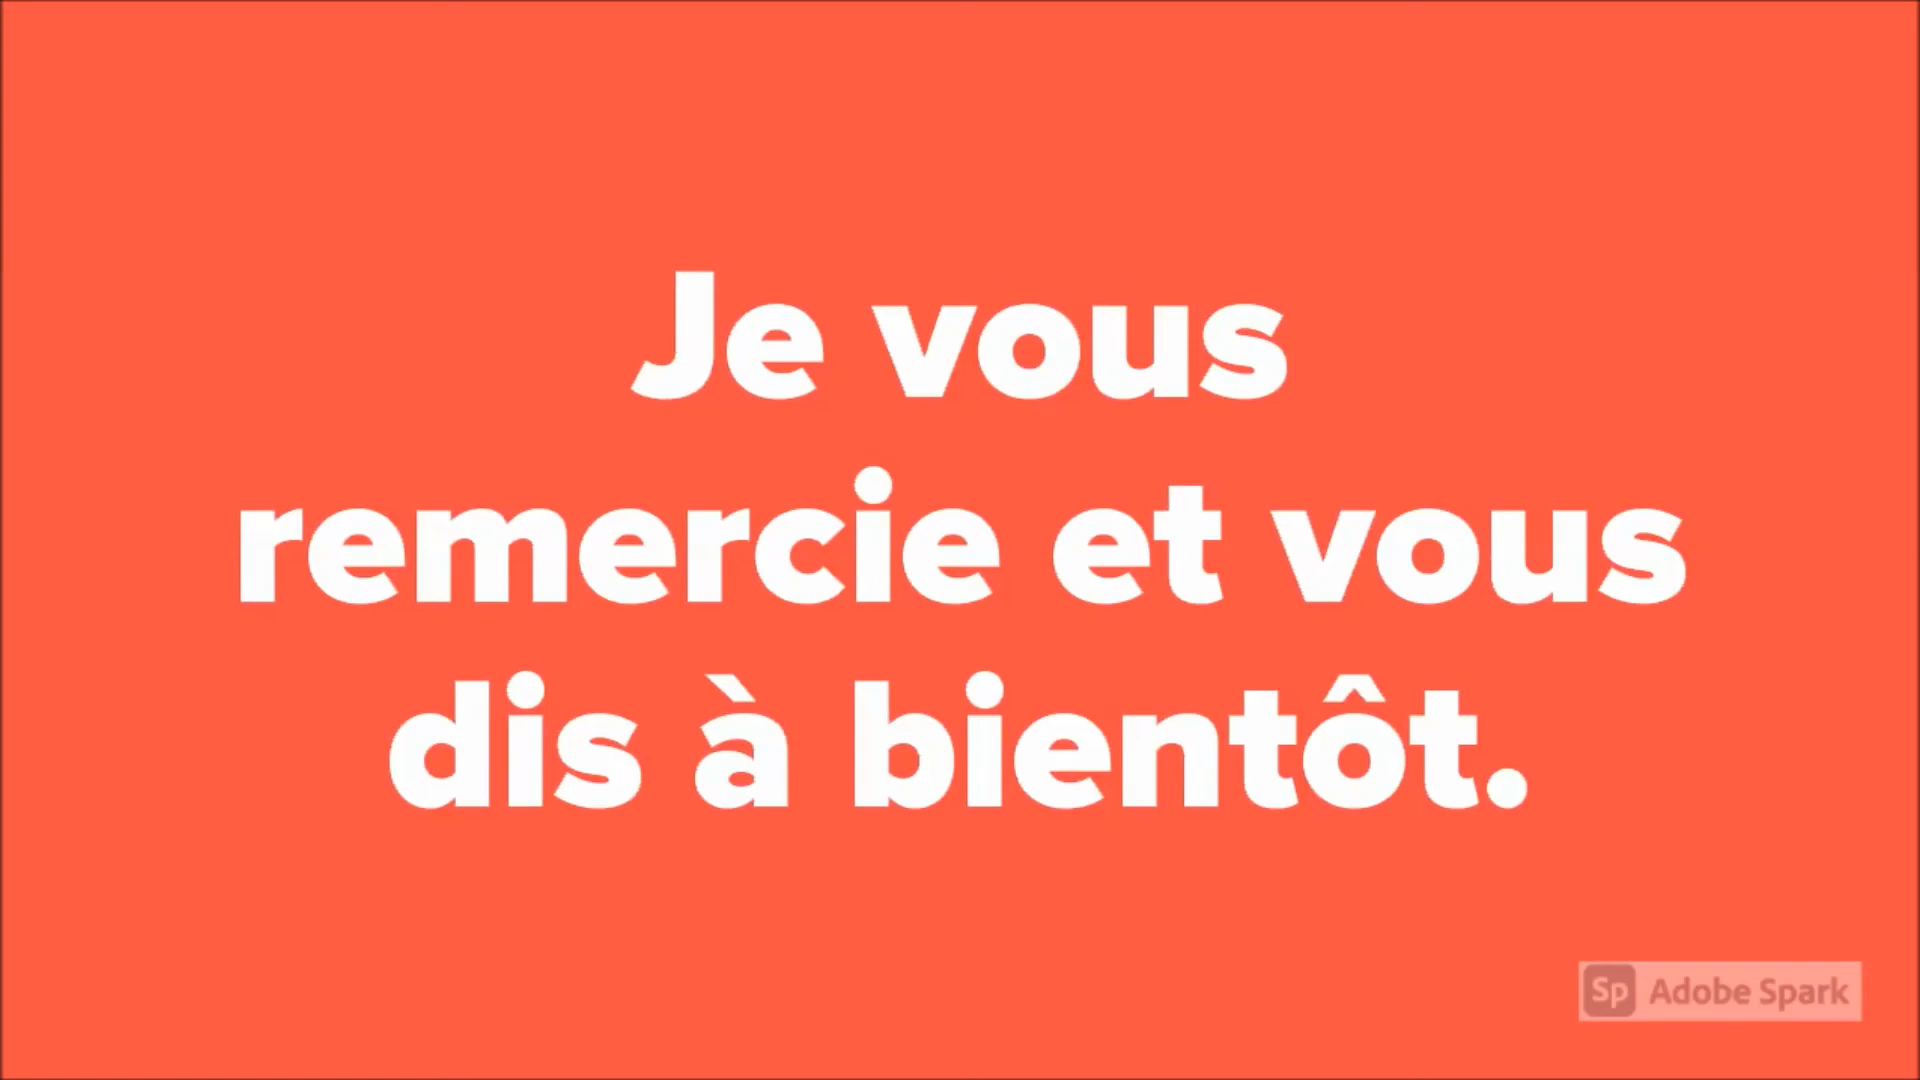 Je vous
remercie et vous
dis à bientôt.
Sp Adobe Spark